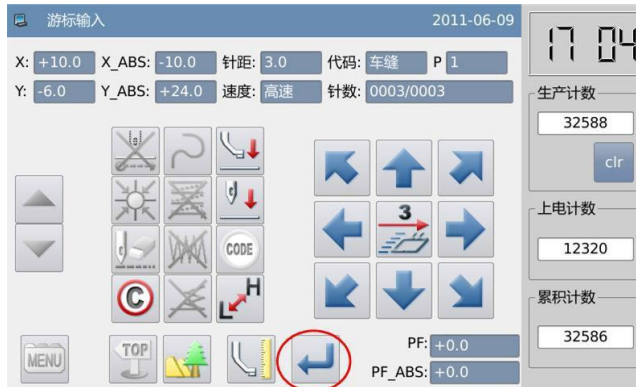 游标输入 2011-06-09
X: +10.0 X_ABS: -10.0 针距: 3.0 代码: 车缝 P 1
Y: -6.0 Y_ABS: +24.0 速度: 高速 针数: 0003/0003
17 04
生产计数
32588
clr
上电计数
12320
累积计数
32586
3
CODE
C
H
L
MENU
TOP
PF: +0.0
PF_ABS: +0.0